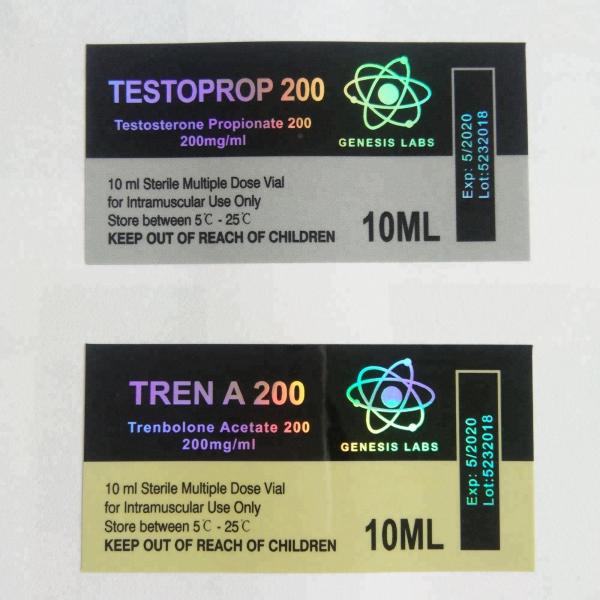 TESTOPROP 200
Testosterone Propionate 200
200mg/ml
GENESIS LABS
10 ml Sterile Multiple Dose Vial
for Intramuscular Use Only
Store between 5℃ - 25℃
KEEP OUT OF REACH OF CHILDREN
10ML
Exp: 5/2020
Lot:5232018
TREN A 200
Trenbolone Acetate 200
200mg/ml
GENESIS LABS
10 ml Sterile Multiple Dose Vial
for Intramuscular Use Only
Store between 5℃ - 25℃
KEEP OUT OF REACH OF CHILDREN
10ML
Exp: 5/2020
Lot:5232018